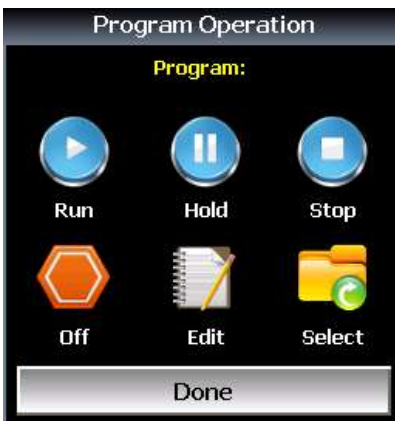 Program Operation
Program:
Run Hold Stop
Off Edit Select
Done